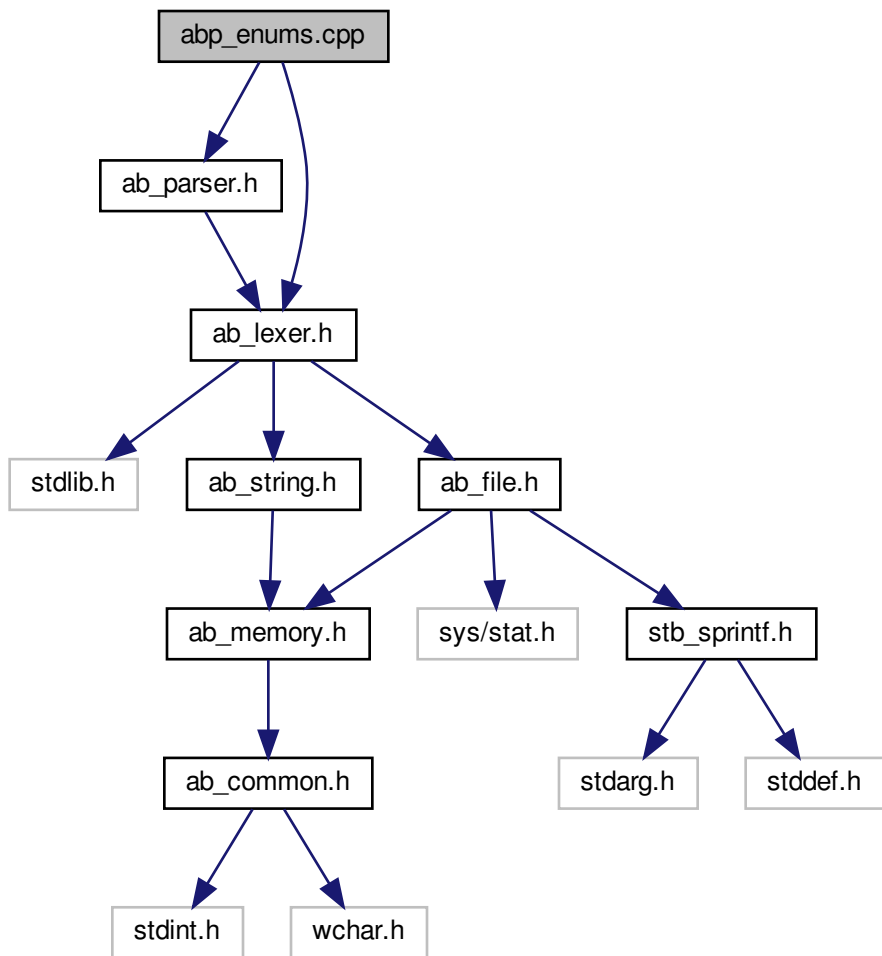 abp_enums.cpp
ab_parser.h
ab_lexer.h
stdlib.h
ab_string.h
ab_file.h
ab_memory.h
sys/stat.h
stb_sprintf.h
ab_common.h
stdarg.h
stddef.h
stdint.h
wchar.h